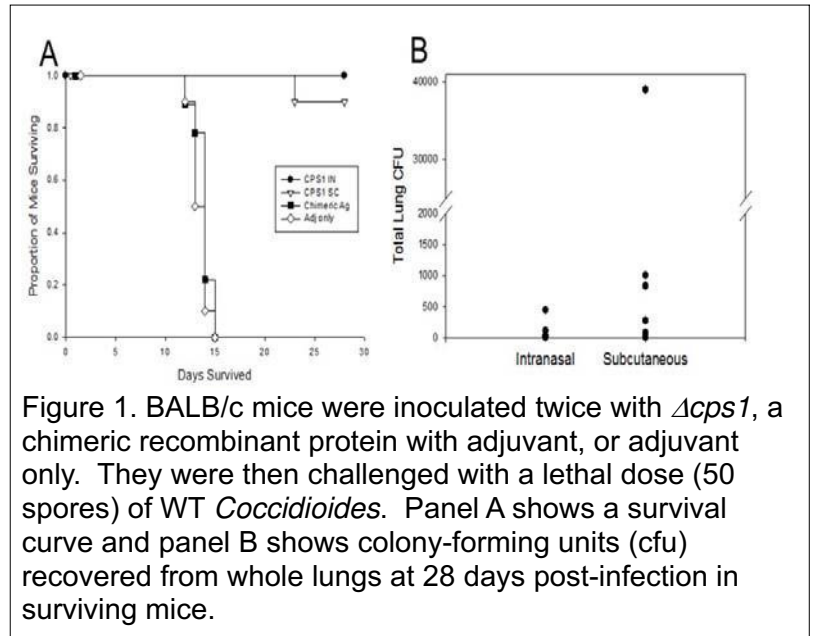 A
B
1.0
0.8
0.6
0.4
0.2
0.0
Proportion of Mice Surviving
0 5 10 15 20 25 30
Days Survived
CPS1 IN
CPS1 SC
Chimeric Ag
Adj only
40000
30000
2000
1500
1000
500
0
Total Lung CFU
Intranasal Subcutaneous
Figure 1. BALB/c mice were inoculated twice with Δcps1, a
chimeric recombinant protein with adjuvant, or adjuvant
only. They were then challenged with a lethal dose (50
spores) of WT Coccidioides. Panel A shows a survival
curve and panel B shows colony-forming units (cfu)
recovered from whole lungs at 28 days post-infection in
surviving mice.